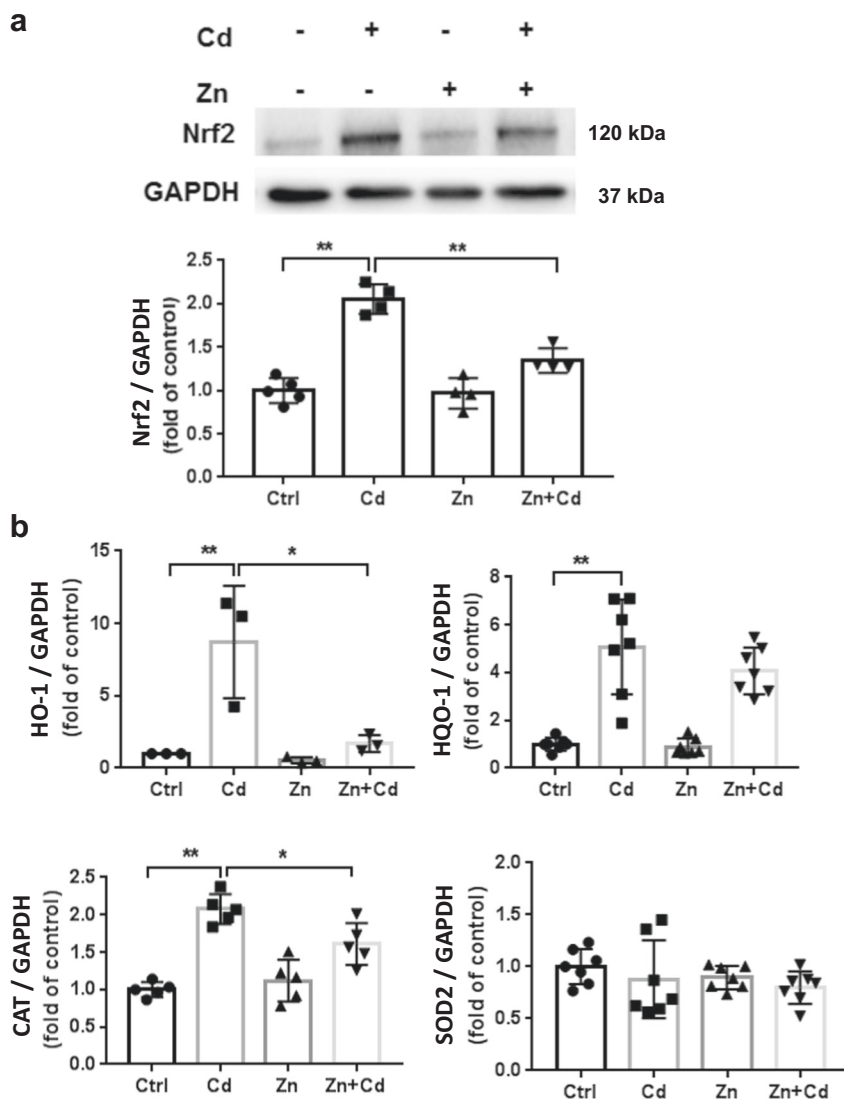 a
Cd - + - +
Zn - - + +
Nrf2 120 kDa
GAPDH 37 kDa
Nrf2 / GAPDH
(fold of control)
** **
2.5
2.0
1.5
1.0
0.5
0.0
Ctrl Cd Zn Zn+Cd
b
HO-1 / GAPDH
(fold of control)
** *
15
10
5
0
Ctrl Cd Zn Zn+Cd
HQO-1 / GAPDH
(fold of control)
**
8
6
4
2
0
Ctrl Cd Zn Zn+Cd
CAT / GAPDH
(fold of control)
** *
2.5
2.0
1.5
1.0
0.5
0.0
Ctrl Cd Zn Zn+Cd
SOD2 / GAPDH
(fold of control)
2.0
1.5
1.0
0.5
0.0
Ctrl Cd Zn Zn+Cd